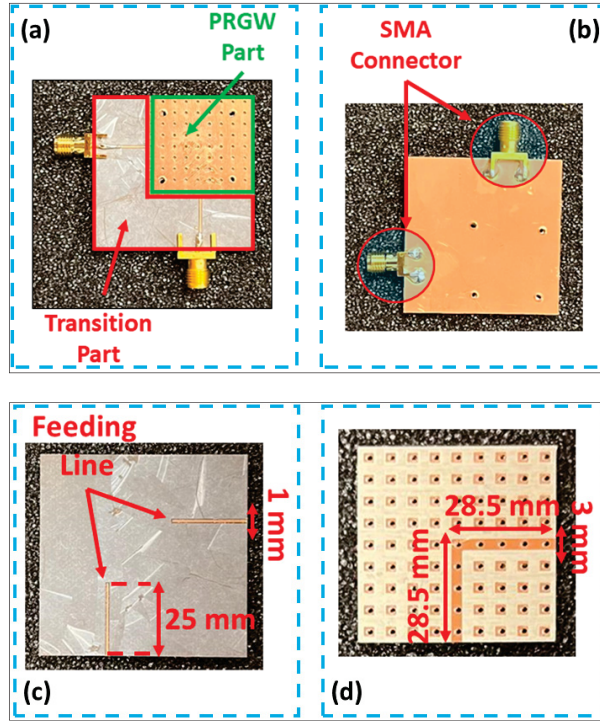 (a)
PRGW
Part
Transition
Part
SMA
Connector
(b)
Feeding
Line
1 mm
25 mm
(c)
28.5 mm
3 mm
28.5 mm
(d)